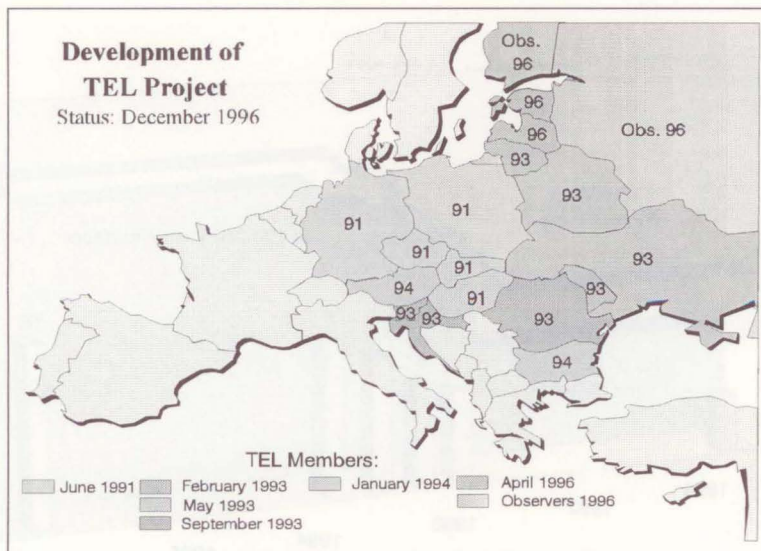 Development of
TEL Project
Status: December 1996
Obs.
96
96
96
93
Obs. 96
93
91
91
91
91
93
94
91
93
93
93
93
94
TEL Members:
June 1991
February 1993
January 1994
April 1996
May 1993
Observers 1996
September 1993